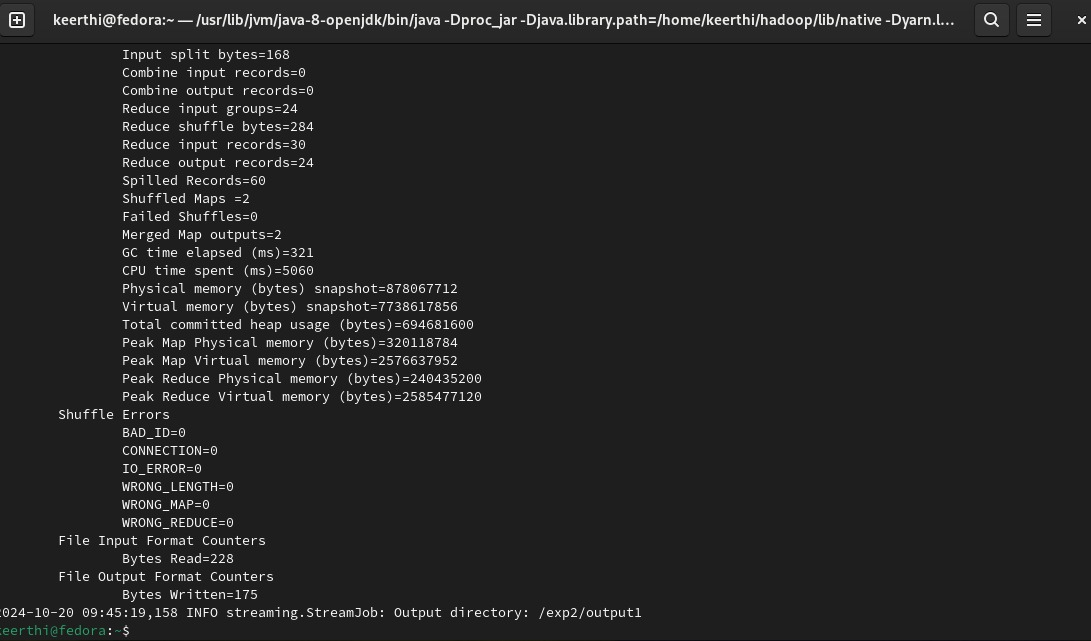 keerthi@fedora:~ — /usr/lib/jvm/java-8-openjdk/bin/java -Dproc_jar -Djava.library.path=/home/keerthi/hadoop/lib/native -Dyarn.l...
Input split bytes=168
Combine input records=0
Combine output records=0
Reduce input groups=24
Reduce shuffle bytes=284
Reduce input records=30
Reduce output records=24
Spilled Records=60
Shuffled Maps =2
Failed Shuffles=0
Merged Map outputs=2
GC time elapsed (ms)=321
CPU time spent (ms)=5060
Physical memory (bytes) snapshot=878067712
Virtual memory (bytes) snapshot=7738617856
Total committed heap usage (bytes)=694681600
Peak Map Physical memory (bytes)=320118784
Peak Map Virtual memory (bytes)=2576637952
Peak Reduce Physical memory (bytes)=240435200
Peak Reduce Virtual memory (bytes)=2585477120
Shuffle Errors
BAD_ID=0
CONNECTION=0
IO_ERROR=0
WRONG_LENGTH=0
WRONG_MAP=0
WRONG_REDUCE=0
File Input Format Counters
Bytes Read=228
File Output Format Counters
Bytes Written=175
024-10-20 09:45:19,158 INFO streaming.StreamJob: Output directory: /exp2/output1
keerthi@fedora:~$